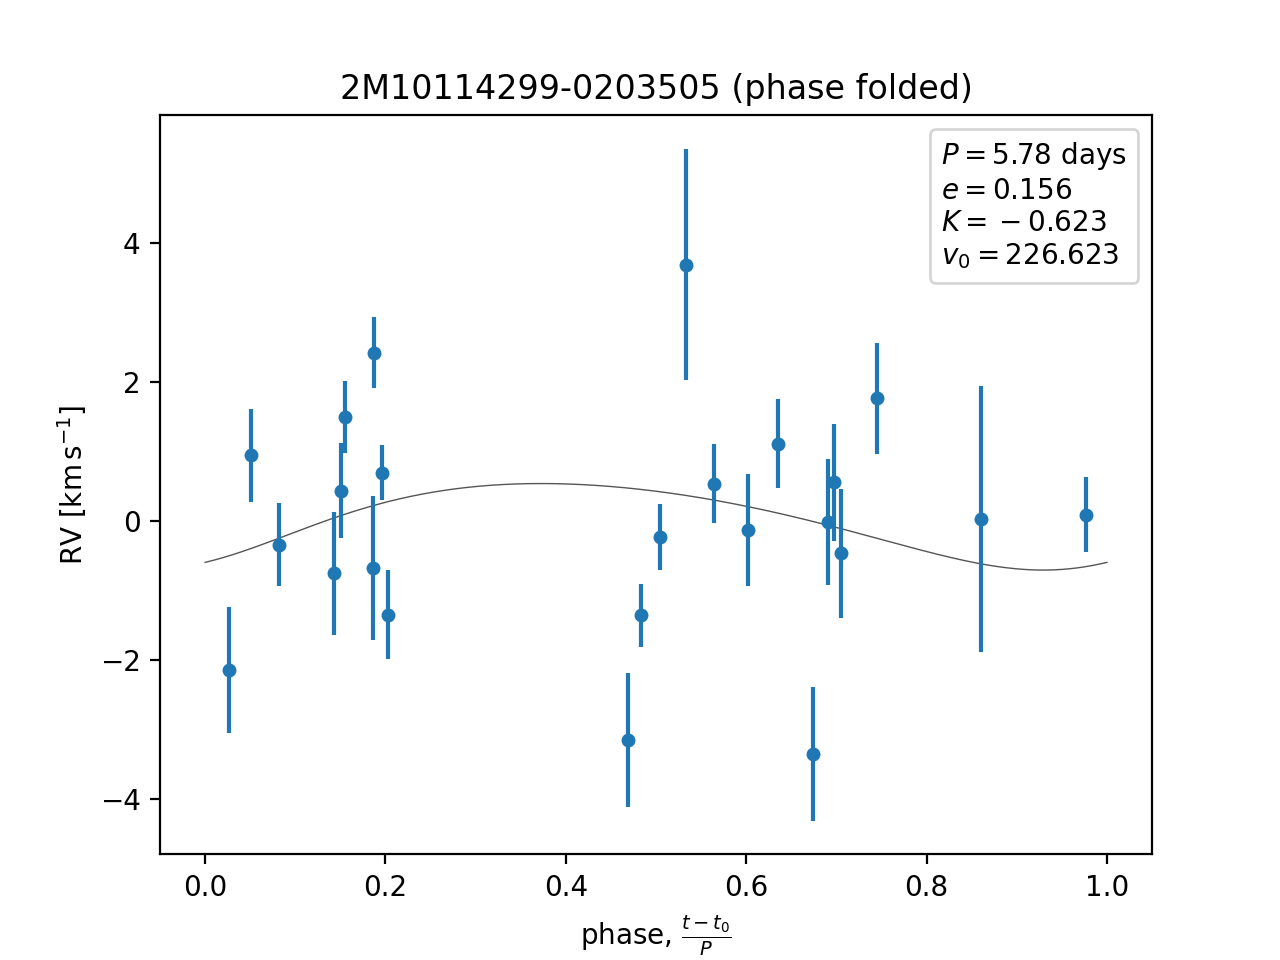 2M10114299-0203505 (phase folded)
P = 5.78 days
e = 0.156
K = −0.623
v₀ = 226.623
4
2
0
−2
−4
RV [km s⁻¹]
0.0 0.2 0.4 0.6 0.8 1.0
phase, (t − t₀)/P